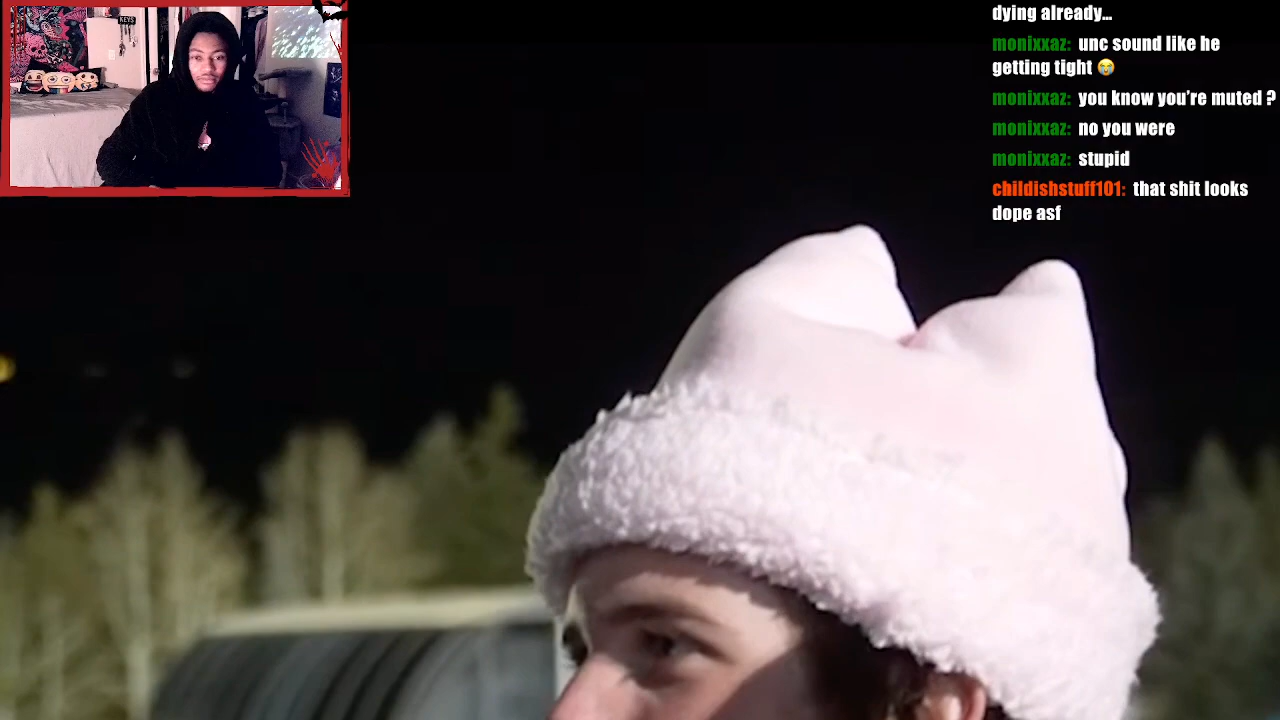 KEYS
dying already...
monixxaz: unc sound like he
getting tight 😭
monixxaz: you know you're muted ?
monixxaz: no you were
monixxaz: stupid
childishstuff101: that shit looks
dope asf